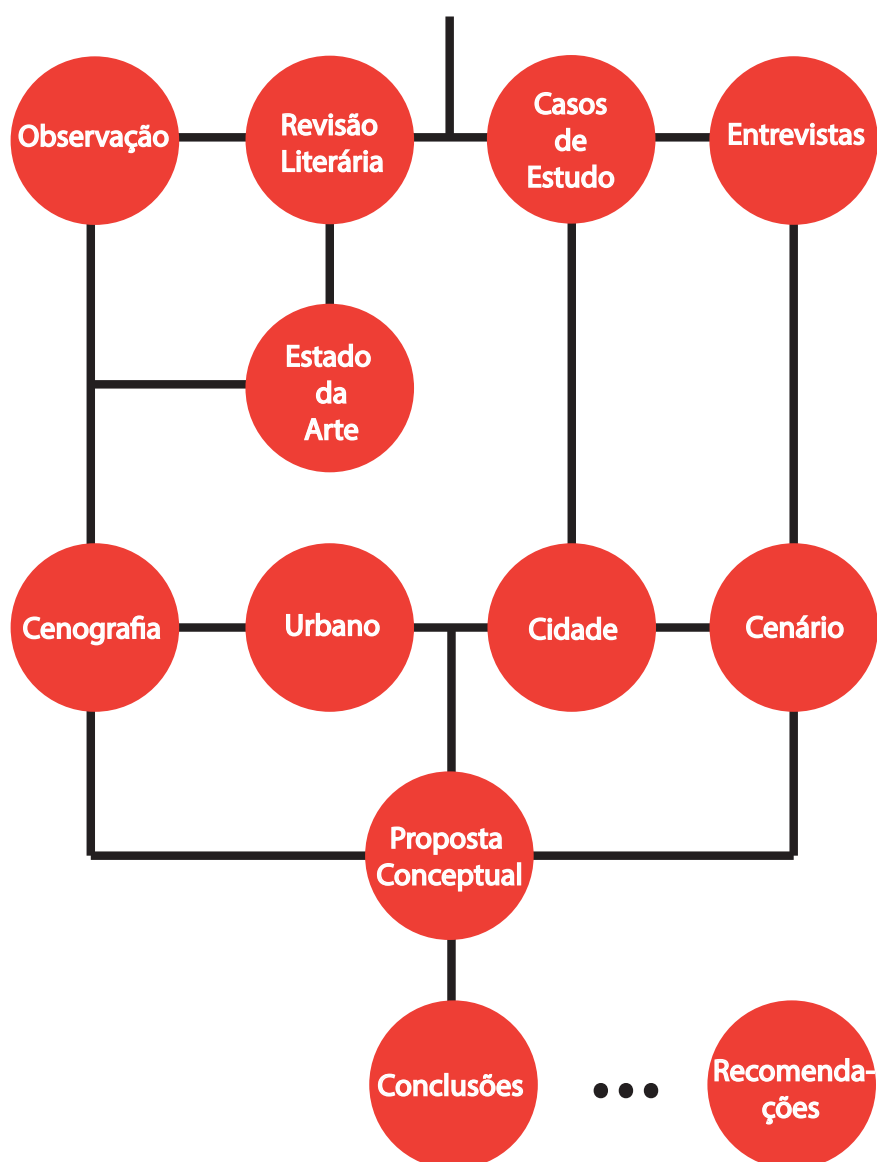 Observação
Revisão
Literária
Casos
de
Estudo
Entrevistas
Estado
da
Arte
Cenografia
Urbano
Cidade
Cenário
Proposta
Conceptual
Conclusões
...
Recomenda-
ções